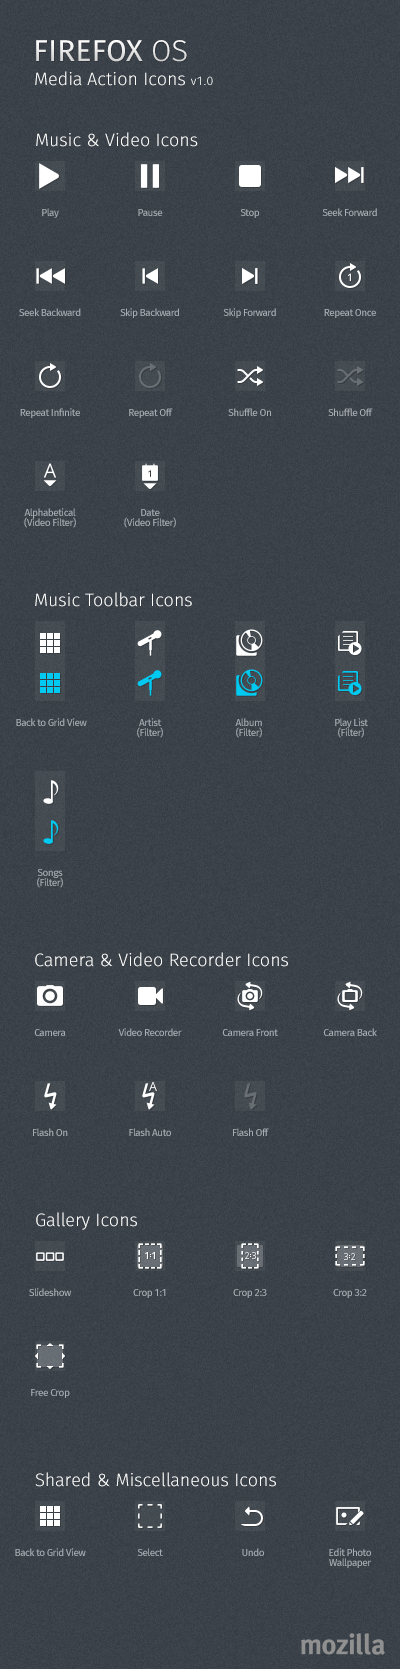 FIREFOX OS
Media Action Icons v1.0
Music & Video Icons
Play Pause Stop Seek Forward
1
Seek Backward Skip Backward Skip Forward Repeat Once
Repeat Infinite Repeat Off Shuffle On Shuffle Off
A 1
Alphabetical Date
(Video Filter) (Video Filter)
Music Toolbar Icons
Back to Grid View Artist Album Play List
(Filter) (Filter) (Filter)
Songs
(Filter)
Camera & Video Recorder Icons
Camera Video Recorder Camera Front Camera Back
A
Flash On Flash Auto Flash Off
Gallery Icons
1:1 2:3 3:2
Slideshow Crop 1:1 Crop 2:3 Crop 3:2
Free Crop
Shared & Miscellaneous Icons
Back to Grid View Select Undo Edit Photo
Wallpaper
mozilla